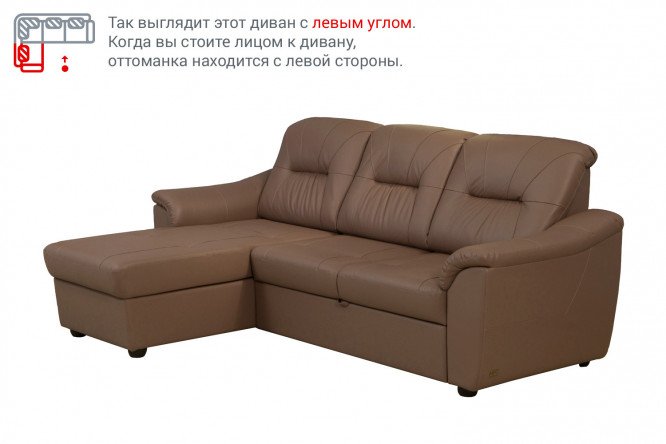 Так выглядит этот диван с левым углом.
Когда вы стоите лицом к дивану,
оттоманка находится с левой стороны.